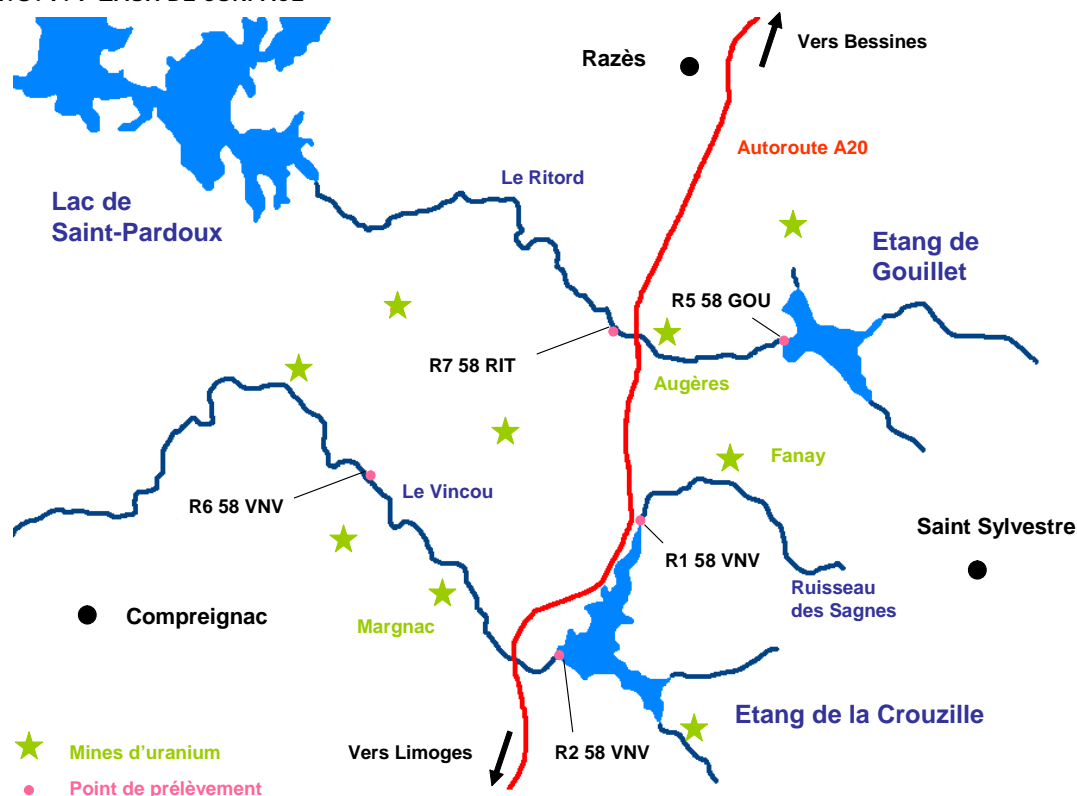 Vers Bessines
Razès
Autoroute A20
Le Ritord
Lac de
Saint-Pardoux
Etang de
Gouillet
R5 58 GOU
R7 58 RIT
Augères
Fanay
R6 58 VNV
Le Vincou
Saint Sylvestre
R1 58 VNV
Ruisseau
des Sagnes
Compreignac
Margnac
Etang de la Crouzille
Mines d'uranium
Vers Limoges
R2 58 VNV
Point de prélèvement